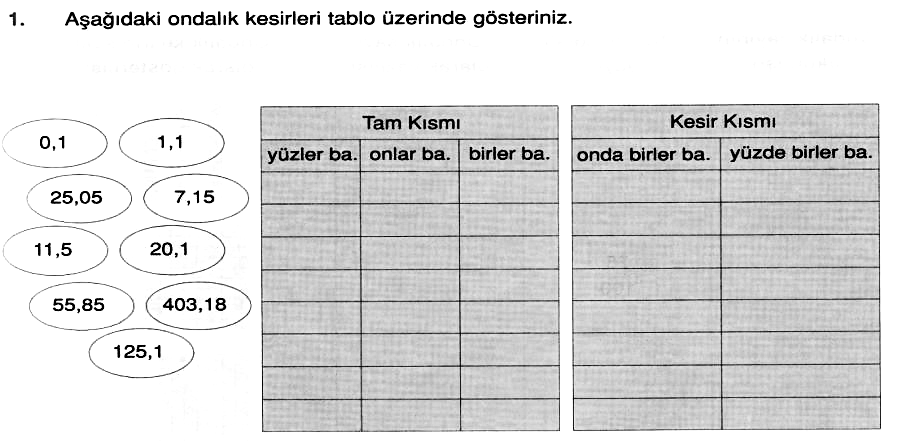 1. Aşağıdaki ondalık kesirleri tablo üzerinde gösteriniz.
0,1 1,1
25,05 7,15
11,5 20,1
55,85 403,18
125,1
Tam Kısmı
yüzler ba. onlar ba. birler ba.
Kesir Kısmı
onda birler ba. yüzde birler ba.